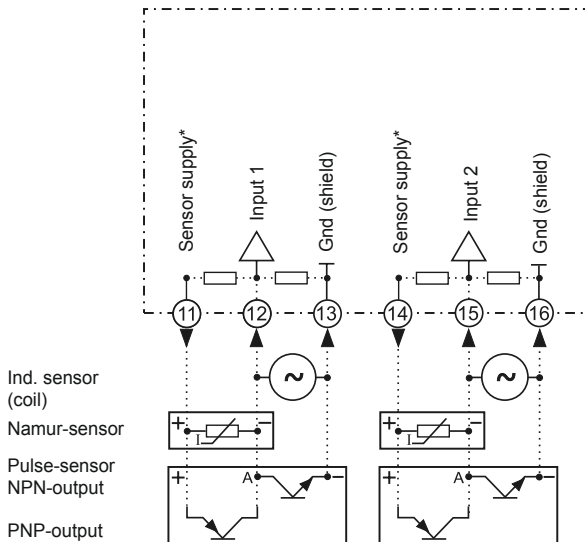 Sensor supply*
Input 1
Gnd (shield)
Sensor supply*
Input 2
Gnd (shield)
11
12
13
14
15
16
Ind. sensor
(coil)
~
~
Namur-sensor
+
I
−
+
I
−
Pulse-sensor
NPN-output
+
A
−
+
A
−
PNP-output